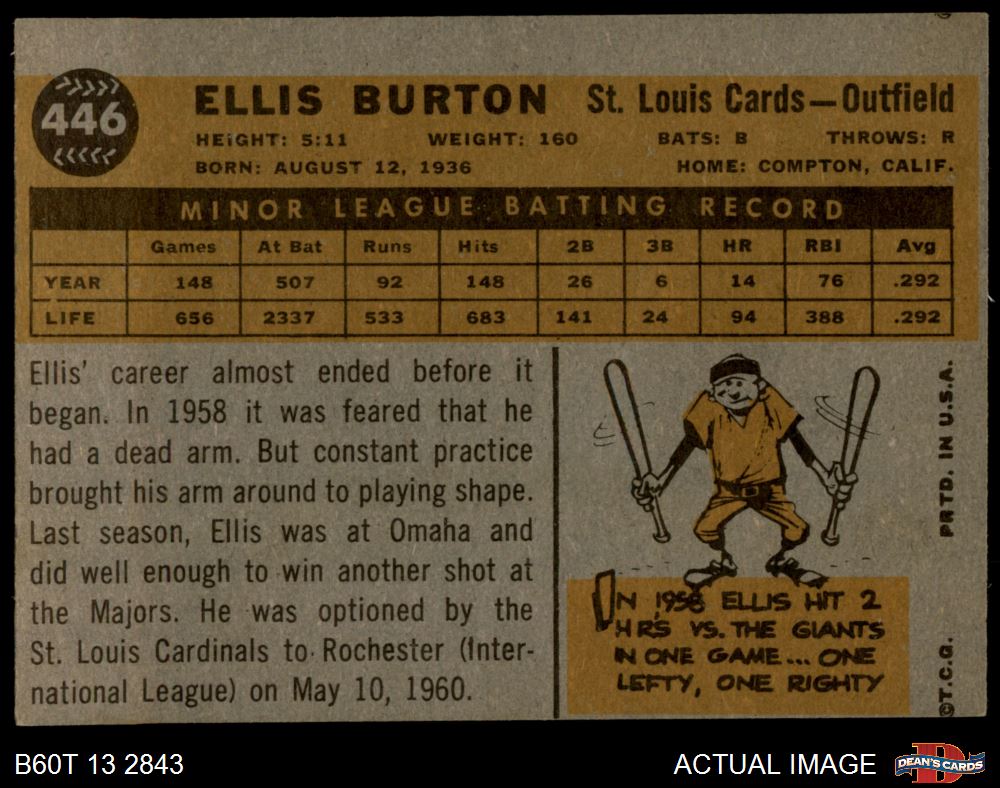 446
ELLIS BURTON St. Louis Cards—Outfield
HEIGHT: 5:11 WEIGHT: 160 BATS: B THROWS: R
BORN: AUGUST 12, 1936 HOME: COMPTON, CALIF.
MINOR LEAGUE BATTING RECORD
Games At Bat Runs Hits 2B 3B HR RBI Avg
YEAR 148 507 92 148 26 6 14 76 .292
LIFE 656 2337 533 683 141 24 94 388 .292
Ellis' career almost ended before it
began. In 1958 it was feared that he
had a dead arm. But constant practice
brought his arm around to playing shape.
Last season, Ellis was at Omaha and
did well enough to win another shot at
the Majors. He was optioned by the
St. Louis Cardinals to Rochester (Inter-
national League) on May 10, 1960.
IN 1958 ELLIS HIT 2
HRS VS. THE GIANTS
IN ONE GAME... ONE
LEFTY, ONE RIGHTY
©T.C.G. PRTD. IN U.S.A.
B60T 13 2843 ACTUAL IMAGE
DEAN'S CARDS